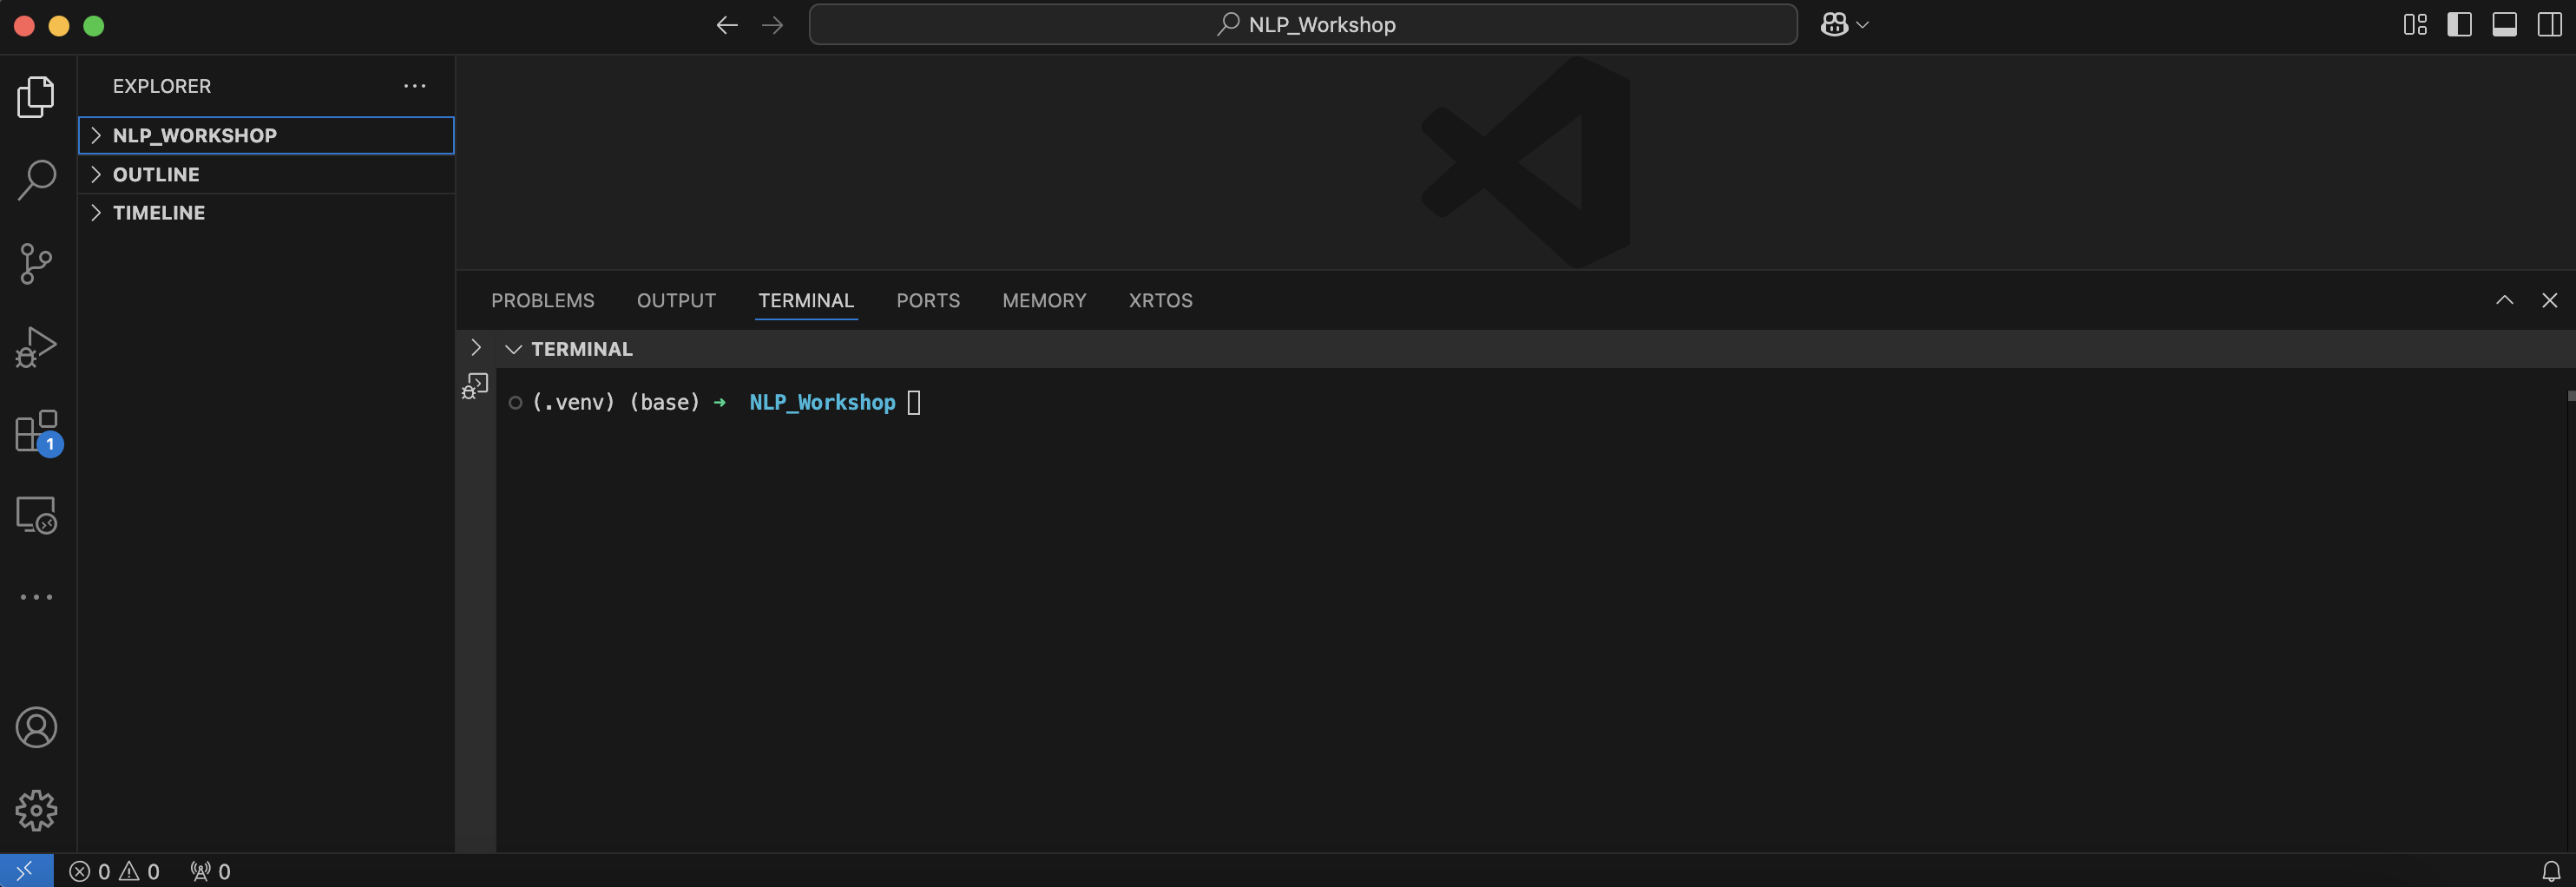 NLP_Workshop
EXPLORER
NLP_WORKSHOP
OUTLINE
TIMELINE
PROBLEMS OUTPUT TERMINAL PORTS MEMORY XRTOS
TERMINAL
(.venv) (base) ➜ NLP_Workshop
1
0 0 0